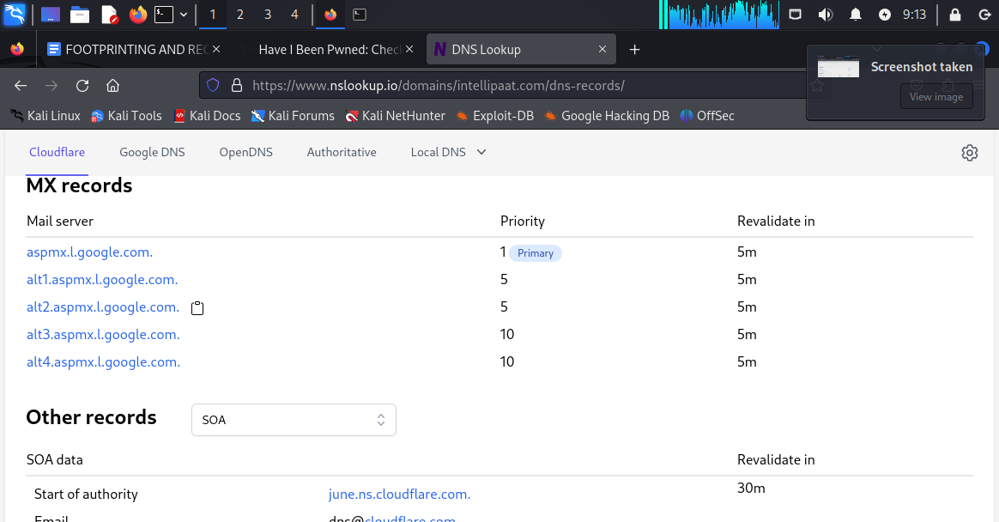 1 2 3 4 9:13
FOOTPRINTING AND REC Have I Been Pwned: Chec DNS Lookup
Screenshot taken
View image
https://www.nslookup.io/domains/intellipaat.com/dns-records/
Kali Linux Kali Tools Kali Docs Kali Forums Kali NetHunter Exploit-DB Google Hacking DB OffSec
Cloudflare Google DNS OpenDNS Authoritative Local DNS
MX records
Mail server Priority Revalidate in
aspmx.l.google.com. 1 Primary 5m
alt1.aspmx.l.google.com. 5 5m
alt2.aspmx.l.google.com. 5 5m
alt3.aspmx.l.google.com. 10 5m
alt4.aspmx.l.google.com. 10 5m
Other records SOA
SOA data Revalidate in
Start of authority june.ns.cloudflare.com. 30m
Email dns@cloudflare.com